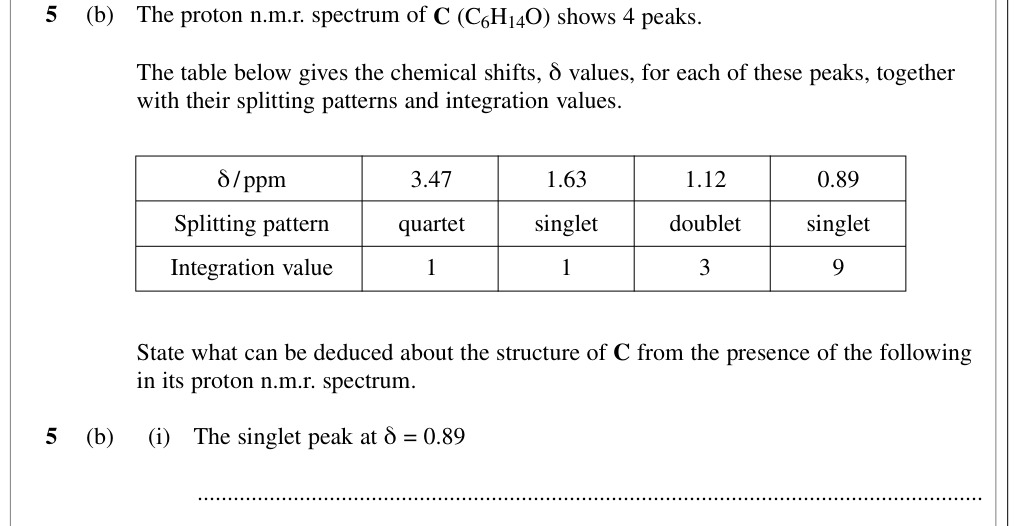 5 (b) The proton n.m.r. spectrum of C (C₆H₁₄O) shows 4 peaks.
The table below gives the chemical shifts, δ values, for each of these peaks, together
with their splitting patterns and integration values.
δ/ppm 3.47 1.63 1.12 0.89
Splitting pattern quartet singlet doublet singlet
Integration value 1 1 3 9
State what can be deduced about the structure of C from the presence of the following
in its proton n.m.r. spectrum.
5 (b) (i) The singlet peak at δ = 0.89